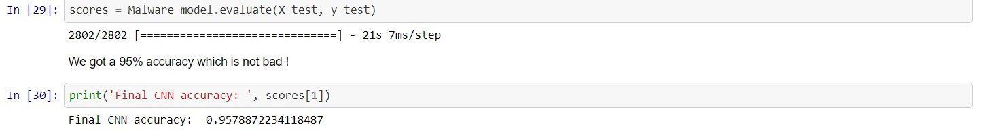 In [29]: scores = Malware_model.evaluate(X_test, y_test)
2802/2802 [==============================] - 21s 7ms/step
We got a 95% accuracy which is not bad !
In [30]: print('Final CNN accuracy: ', scores[1])
Final CNN accuracy:  0.9578872234118487